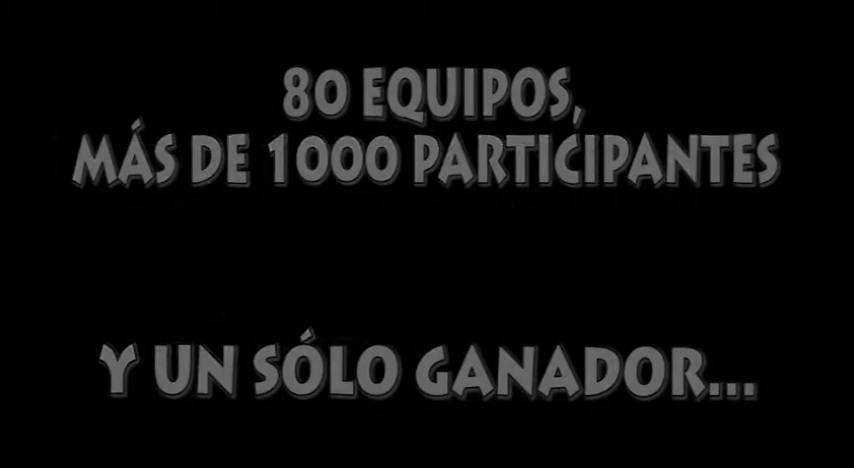 80 EQUIPOS,
MÁS DE 1000 PARTICIPANTES
Y UN SÓLO GANADOR...